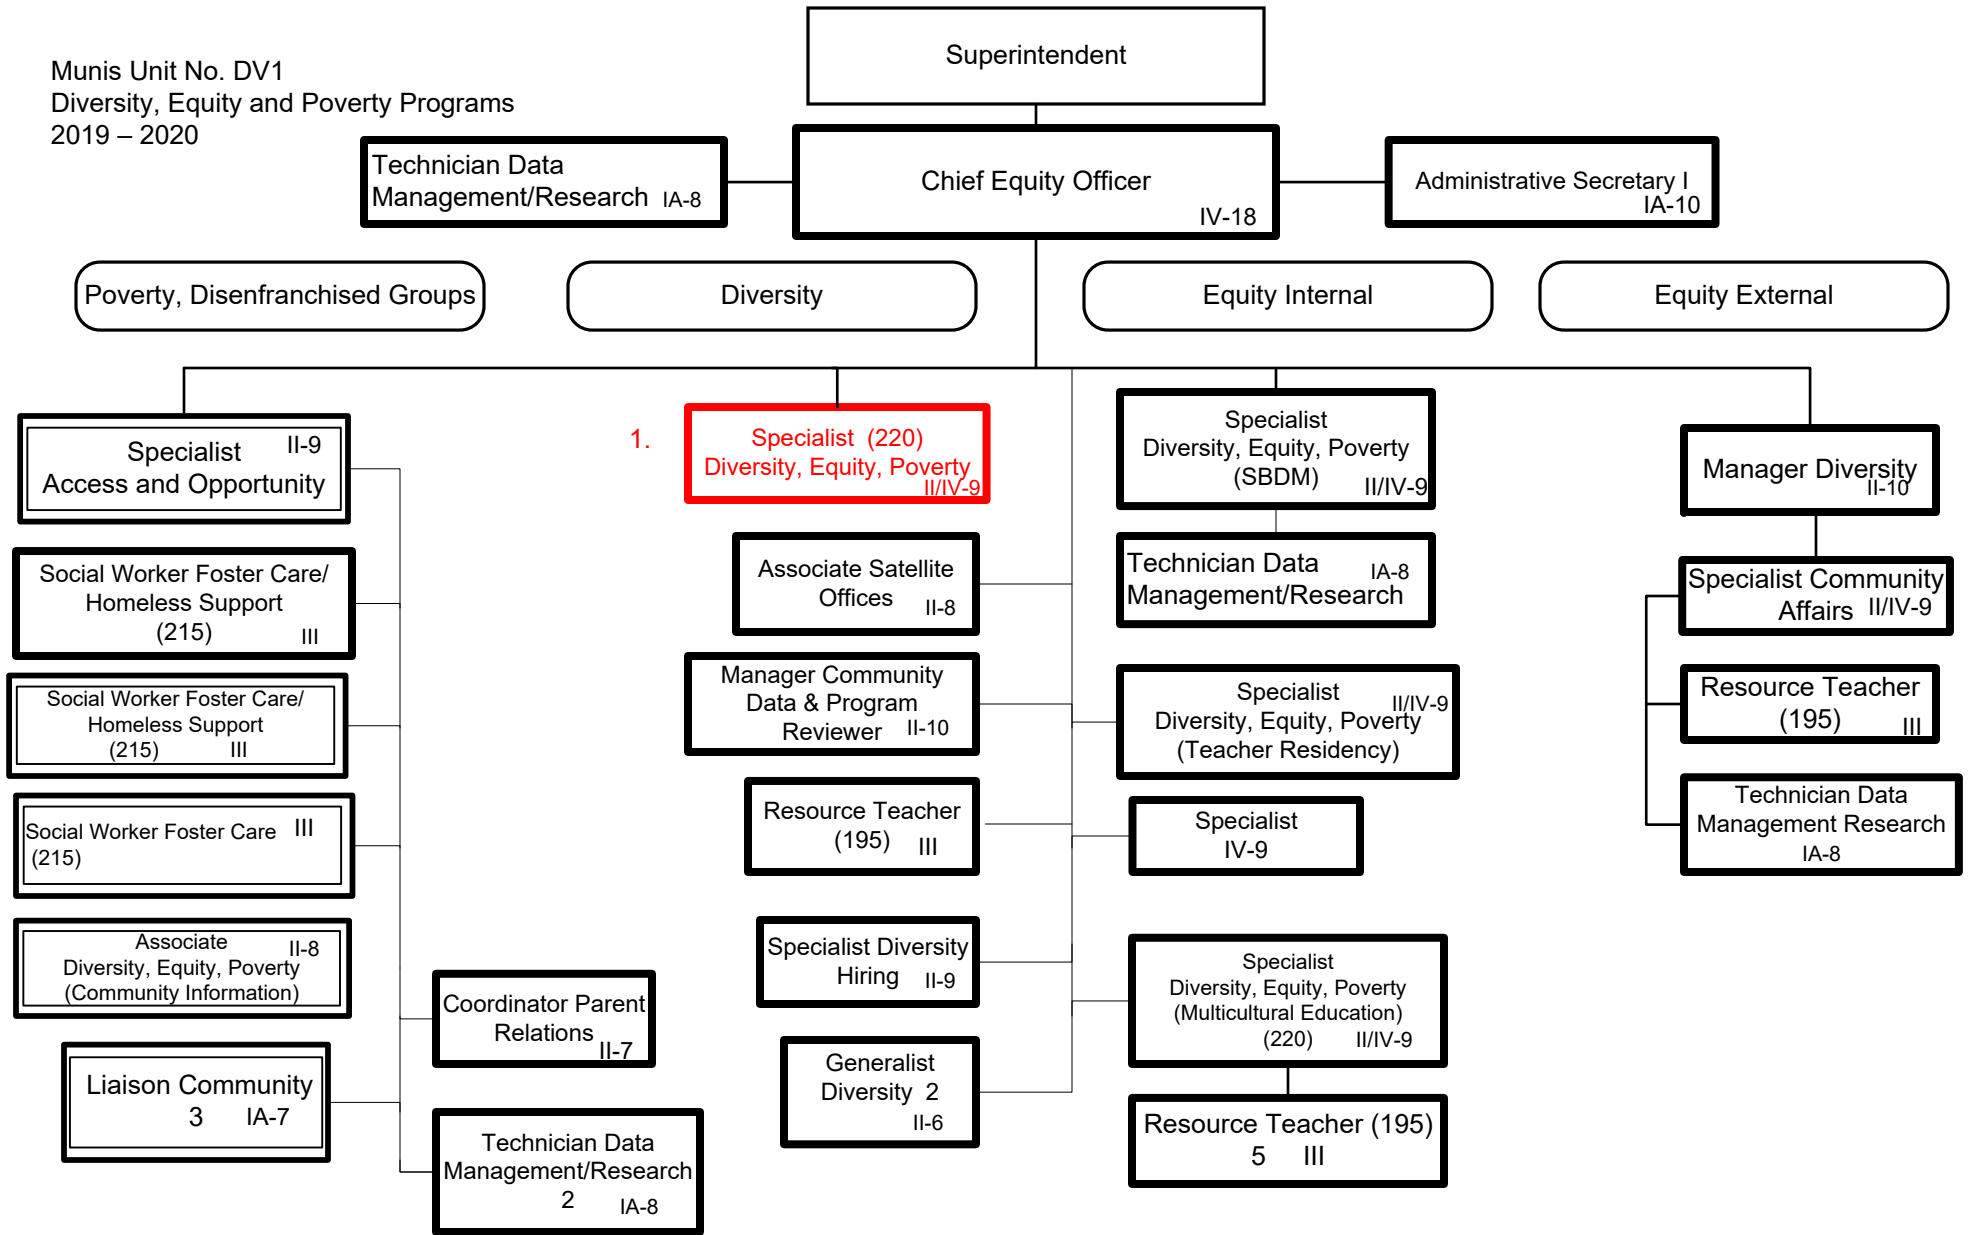 Munis Unit No. DV1
Diversity, Equity and Poverty Programs
2019 – 2020
Superintendent
Technician Data
Management/Research IA-8
Chief Equity Officer
IV-18
Administrative Secretary I
IA-10
Poverty, Disenfranchised Groups
Diversity
Equity Internal
Equity External
Specialist II-9
Access and Opportunity
Social Worker Foster Care/
Homeless Support
(215) III
Social Worker Foster Care/
Homeless Support
(215) III
Social Worker Foster Care III
(215)
Associate II-8
Diversity, Equity, Poverty
(Community Information)
Liaison Community
3 IA-7
Coordinator Parent
Relations
II-7
Technician Data
Management/Research
2 IA-8
1.
Specialist (220)
Diversity, Equity, Poverty
II/IV-9
Associate Satellite
Offices II-8
Manager Community
Data & Program
Reviewer II-10
Resource Teacher
(195) III
Specialist Diversity
Hiring II-9
Generalist
Diversity 2
II-6
Specialist
Diversity, Equity, Poverty
(SBDM) II/IV-9
Technician Data IA-8
Management/Research
Specialist II/IV-9
Diversity, Equity, Poverty
(Teacher Residency)
Specialist
IV-9
Specialist
Diversity, Equity, Poverty
(Multicultural Education)
(220) II/IV-9
Resource Teacher (195)
5 III
Manager Diversity
II-10
Specialist Community
Affairs II/IV-9
Resource Teacher
(195) III
Technician Data
Management Research
IA-8